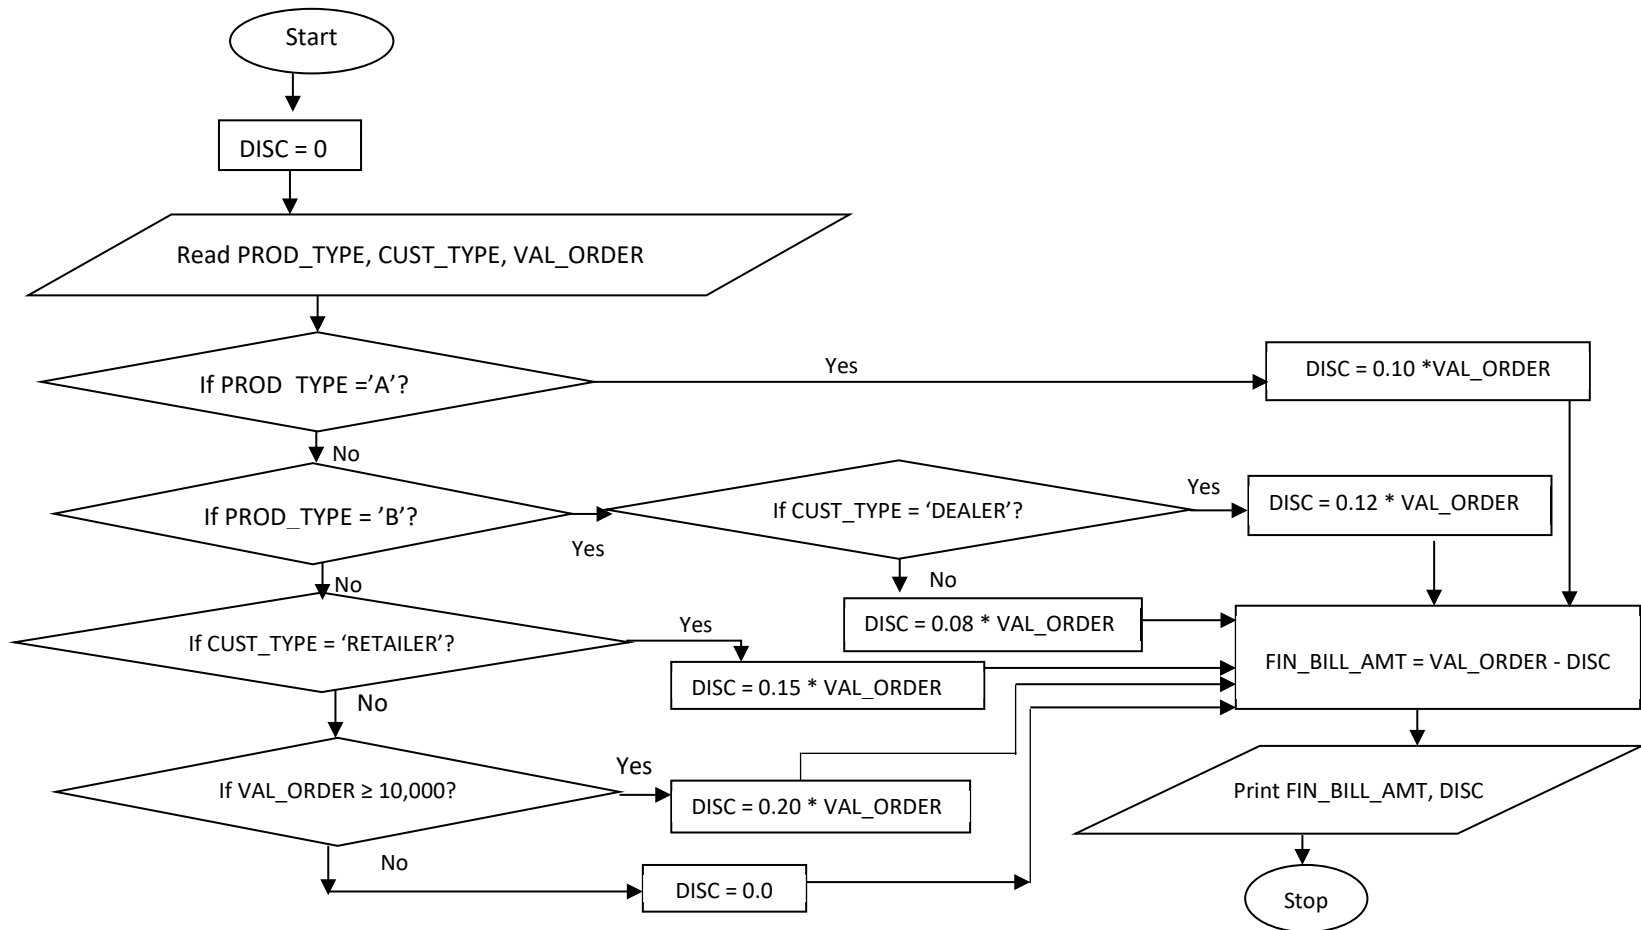 Start
DISC = 0
Read PROD_TYPE, CUST_TYPE, VAL_ORDER
If PROD_TYPE =’A’?
Yes
DISC = 0.10 *VAL_ORDER
No
If PROD_TYPE = ’B’?
Yes
If CUST_TYPE = ‘DEALER’?
Yes
DISC = 0.12 * VAL_ORDER
No
DISC = 0.08 * VAL_ORDER
No
If CUST_TYPE = ‘RETAILER’?
Yes
DISC = 0.15 * VAL_ORDER
FIN_BILL_AMT = VAL_ORDER - DISC
No
If VAL_ORDER ≥ 10,000?
Yes
DISC = 0.20 * VAL_ORDER
Print FIN_BILL_AMT, DISC
No
DISC = 0.0
Stop